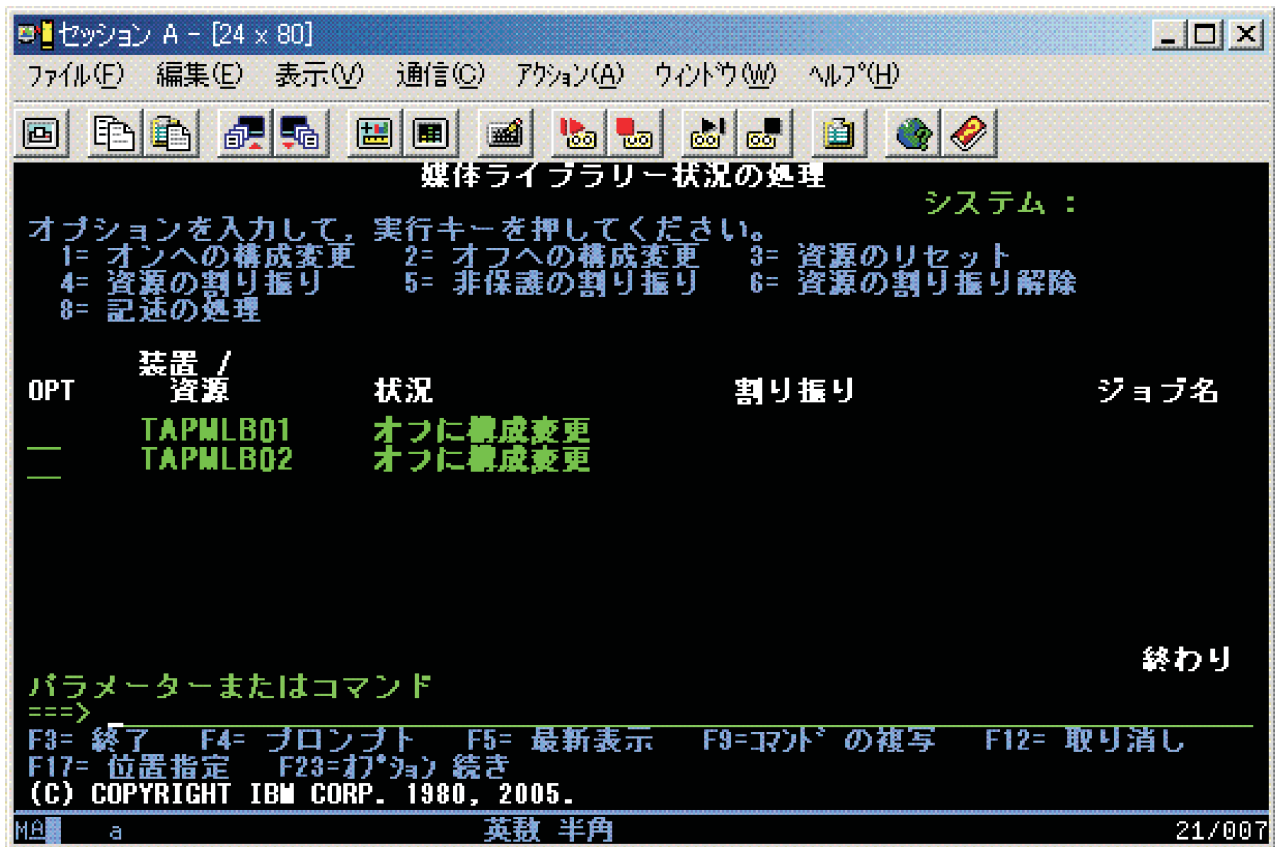 セッション A - [24 x 80]
ファイル(F) 編集(E) 表示(V) 通信(C) アクション(A) ウィンドウ(W) ヘルプ(H)
媒体ライブラリー状況の処理
システム :
オプションを入力して, 実行キーを押してください。
1= オンへの構成変更 2= オフへの構成変更 3= 資源のリセット
4= 資源の割り振り 5= 非保護の割り振り 6= 資源の割り振り解除
8= 記述の処理
装置 /
OPT 資源 状況 割り振り ジョブ名
TAPMLB01 オフに構成変更
TAPMLB02 オフに構成変更
終わり
パラメーターまたはコマンド
===>
F3= 終了 F4= プロンプト F5= 最新表示 F9=コマンド の複写 F12= 取り消し
F17= 位置指定 F23=オプション 続き
(C) COPYRIGHT IBM CORP. 1980, 2005.
MA a 英数 半角 21/007